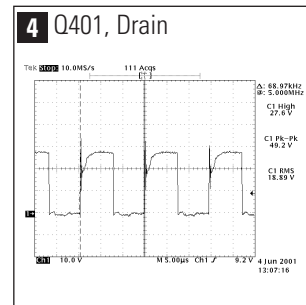 4 Q401, Drain
Tek Stop: 10.0MS/s 111 Acqs
Δ: 68.97kHz
@: 5.000MHz
C1 High
27.6 V
C1 Pk-Pk
49.2 V
C1 RMS
18.89 V
1
Ch1 10.0 V M 5.00µs Ch1 9.2 V
4 Jun 2001
13:07:16